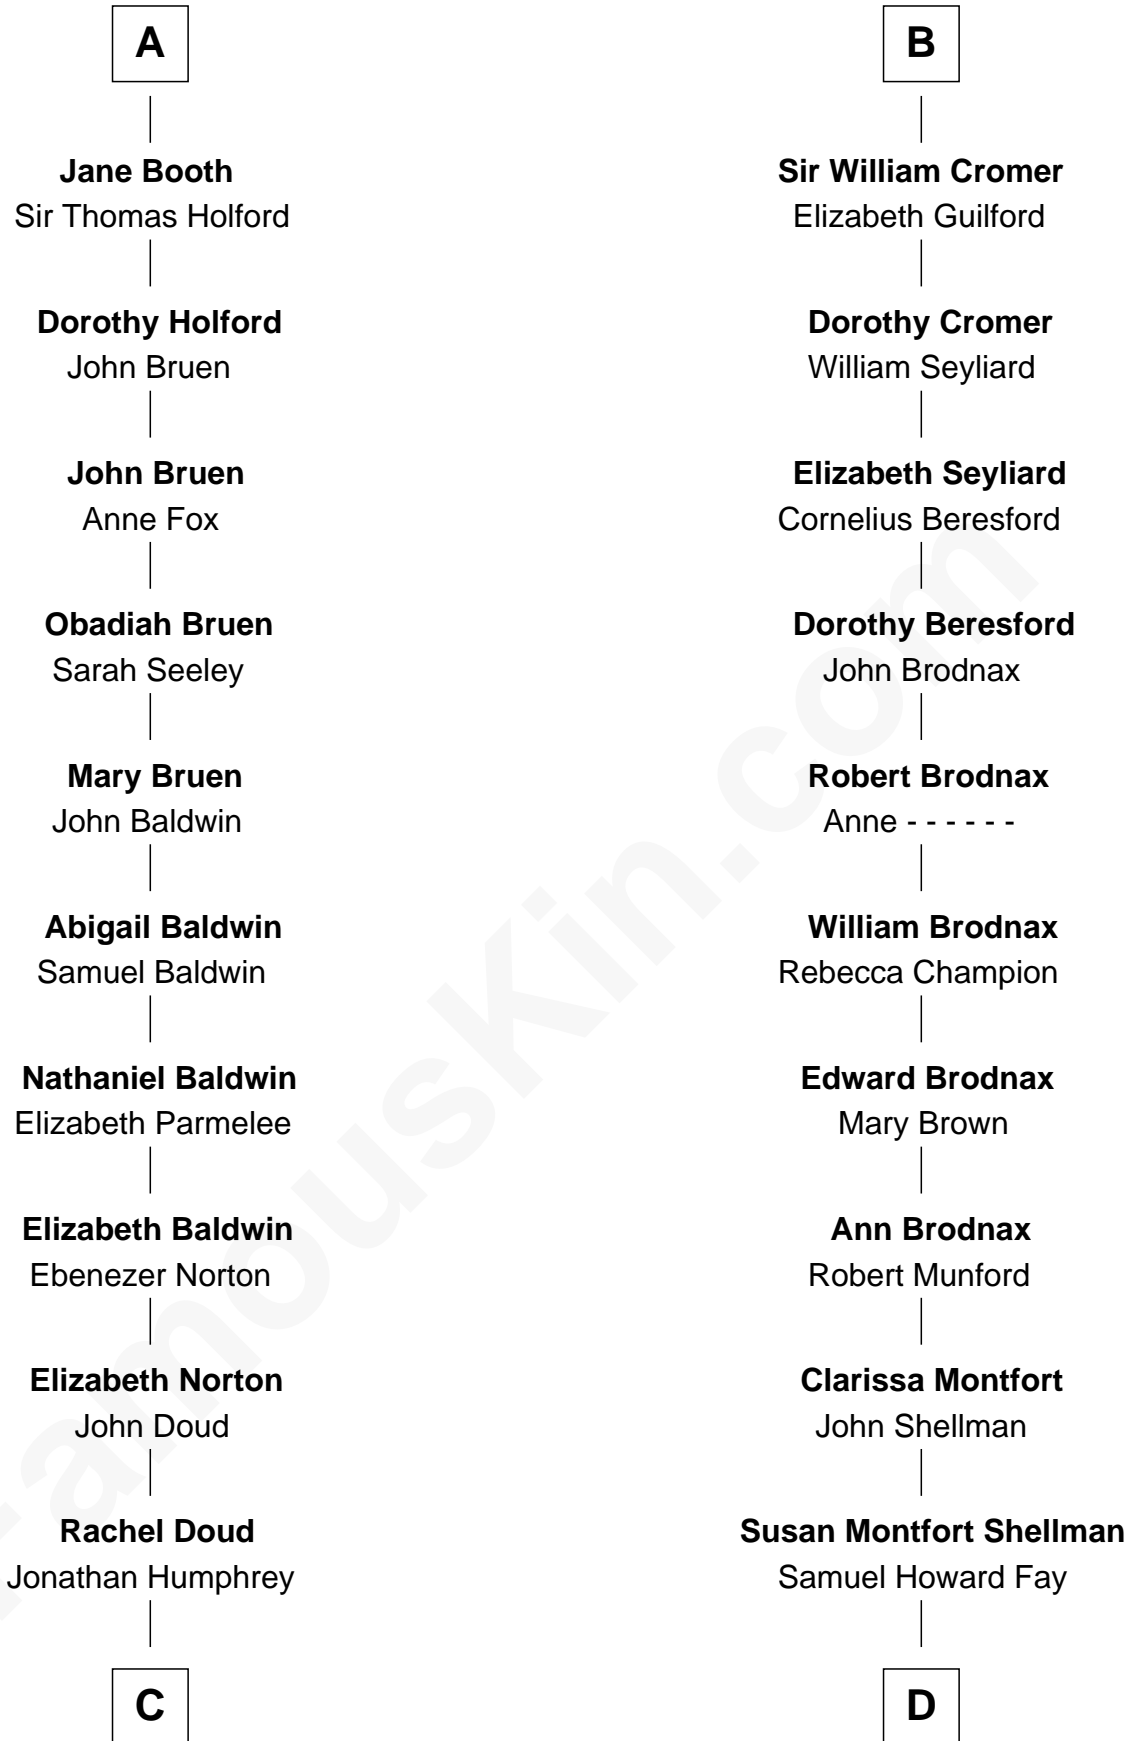 A
Jane Booth
Sir Thomas Holford
Dorothy Holford
John Bruen
John Bruen
Anne Fox
Obadiah Bruen
Sarah Seeley
Mary Bruen
John Baldwin
Abigail Baldwin
Samuel Baldwin
Nathaniel Baldwin
Elizabeth Parmelee
Elizabeth Baldwin
Ebenezer Norton
Elizabeth Norton
John Doud
Rachel Doud
Jonathan Humphrey
C
B
Sir William Cromer
Elizabeth Guilford
Dorothy Cromer
William Seyliard
Elizabeth Seyliard
Cornelius Beresford
Dorothy Beresford
John Brodnax
Robert Brodnax
Anne - - - - - -
William Brodnax
Rebecca Champion
Edward Brodnax
Mary Brown
Ann Brodnax
Robert Munford
Clarissa Montfort
John Shellman
Susan Montfort Shellman
Samuel Howard Fay
D
FamousKin.com